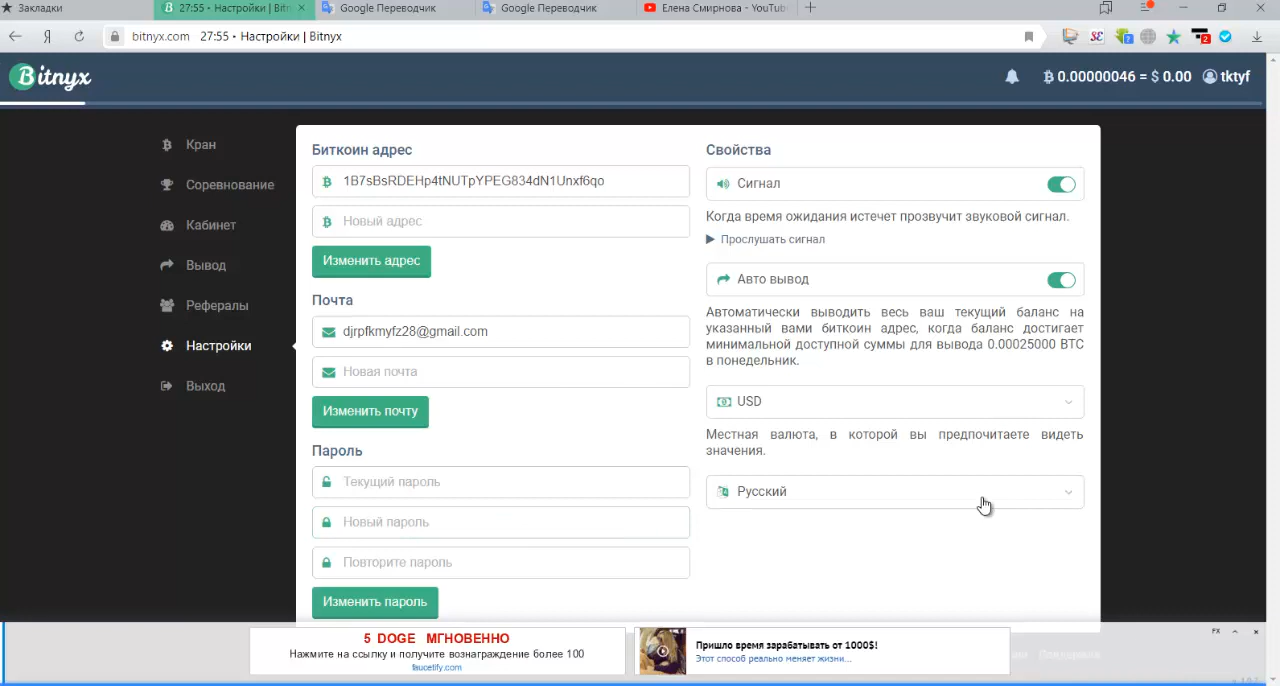 Закладки
27:55 • Настройки | Bitn
Google Переводчик
Google Переводчик
Елена Смирнова - YouTub
bitnyx.com 27:55 • Настройки | Bitnyx
Bitnyx
0.00000046 = $ 0.00 tktyf
Кран
Соревнование
Кабинет
Вывод
Рефералы
Настройки
Выход
Биткоин адрес
1B7sBsRDEHp4tNUTpYPEG834dN1Unxf6qo
Новый адрес
Изменить адрес
Почта
djrpfkmyfz28@gmail.com
Новая почта
Изменить почту
Пароль
Текущий пароль
Новый пароль
Повторите пароль
Изменить пароль
Свойства
Сигнал
Когда время ожидания истечет прозвучит звуковой сигнал.
Прослушать сигнал
Авто вывод
Автоматически выводить весь ваш текущий баланс на
указанный вами биткоин адрес, когда баланс достигает
минимальной доступной суммы для вывода 0.00025000 BTC
в понедельник.
USD
Местная валюта, в которой вы предпочитаете видеть
значения.
Русский
5 DOGE МГНОВЕННО
Нажмите на ссылку и получите вознаграждение более 100
faucetify.com
Пришло время зарабатывать от 1000$!
Этот способ реально меняет жизни...